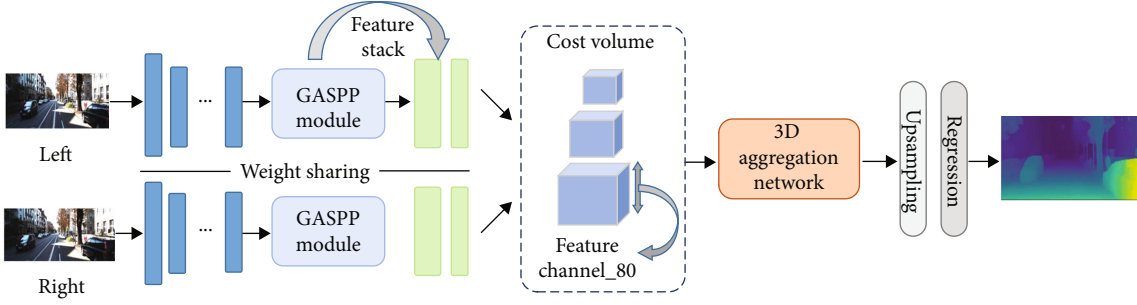 Feature
stack
GASPP
module
...
Left
Weight sharing
GASPP
module
...
Right
Cost volume
Feature
channel_80
3D
aggregation
network
Upsampling
Regression